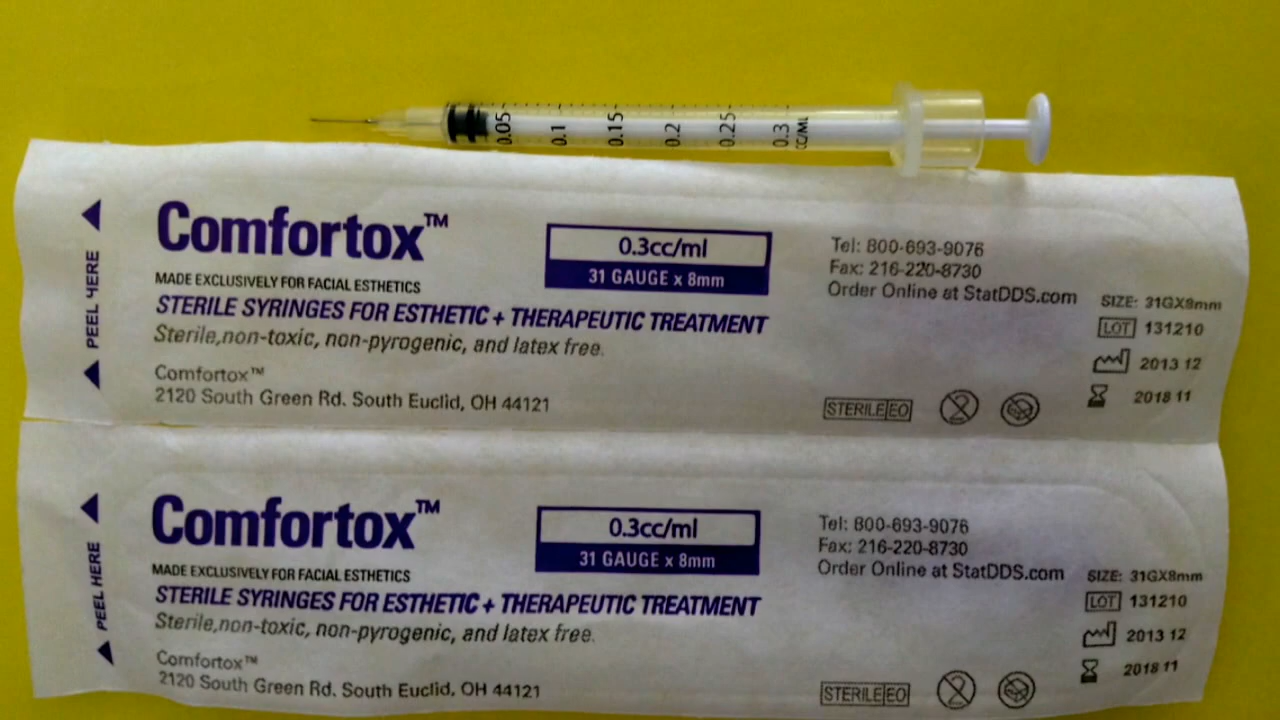 0.05 0.1 0.15 0.2 0.25 0.3 CC/ML
PEEL HERE
Comfortox™
MADE EXCLUSIVELY FOR FACIAL ESTHETICS
STERILE SYRINGES FOR ESTHETIC + THERAPEUTIC TREATMENT
Sterile,non-toxic, non-pyrogenic, and latex free.
Comfortox™
2120 South Green Rd. South Euclid, OH 44121
0.3cc/ml
31 GAUGE x 8mm
Tel: 800-693-9076
Fax: 216-220-8730
Order Online at StatDDS.com
SIZE: 31GX8mm
LOT 131210
2013 12
2018 11
STERILE EO
2
PEEL HERE
Comfortox™
MADE EXCLUSIVELY FOR FACIAL ESTHETICS
STERILE SYRINGES FOR ESTHETIC + THERAPEUTIC TREATMENT
Sterile,non-toxic, non-pyrogenic, and latex free.
Comfortox™
2120 South Green Rd. South Euclid, OH 44121
0.3cc/ml
31 GAUGE x 8mm
Tel: 800-693-9076
Fax: 216-220-8730
Order Online at StatDDS.com
SIZE: 31GX8mm
LOT 131210
2013 12
2018 11
STERILE EO
2